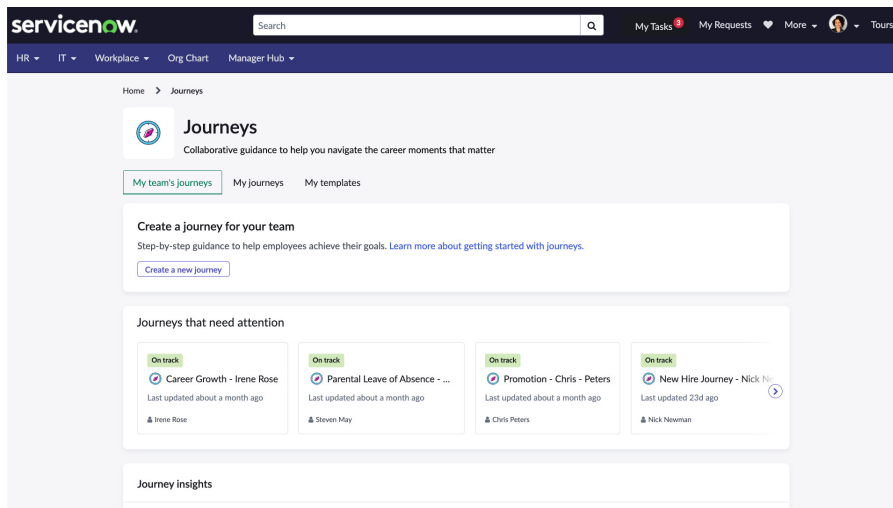 servicenow.
Search
My Tasks 3
My Requests
More
Tours
HR
IT
Workplace
Org Chart
Manager Hub
Home > Journeys
Journeys
Collaborative guidance to help you navigate the career moments that matter
My team's journeys
My journeys
My templates
Create a journey for your team
Step-by-step guidance to help employees achieve their goals. Learn more about getting started with journeys.
Create a new journey
Journeys that need attention
On track
Career Growth - Irene Rose
Last updated about a month ago
Irene Rose
On track
Parental Leave of Absence - ...
Last updated about a month ago
Steven May
On track
Promotion - Chris - Peters
Last updated about a month ago
Chris Peters
On track
New Hire Journey - Nick
Last updated 23d ago
Nick Newman
Journey insights